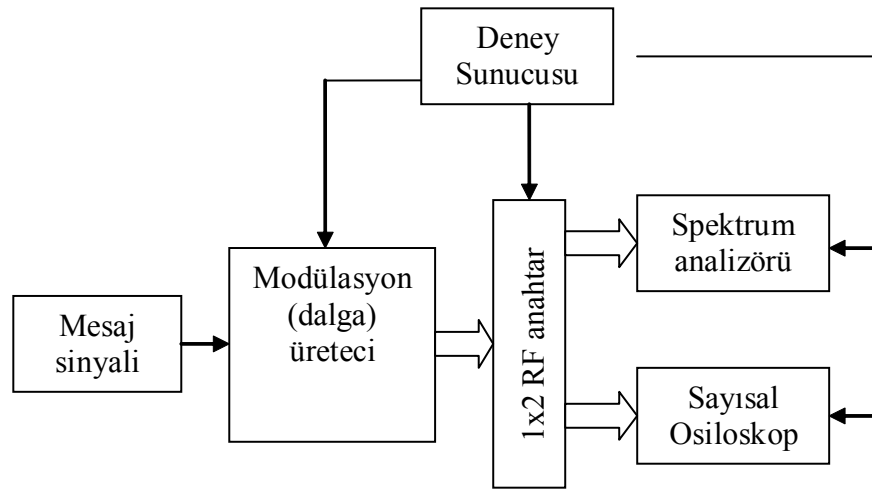 Deney
Sunucusu
Spektrum
analizörü
Modülasyon
(dalga)
üreteci
Mesaj
sinyali
1x2 RF anahtar
Sayısal
Osiloskop